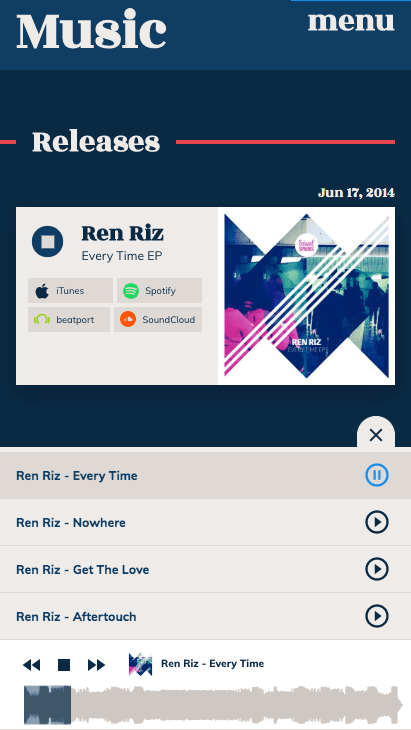 Music
menu
Releases
Jun 17, 2014
Ren Riz
Every Time EP
iTunes
Spotify
beatport
SoundCloud
REN RIZ
EVERY TIME EP
Ren Riz - Every Time
Ren Riz - Nowhere
Ren Riz - Get The Love
Ren Riz - Aftertouch
Ren Riz - Every Time